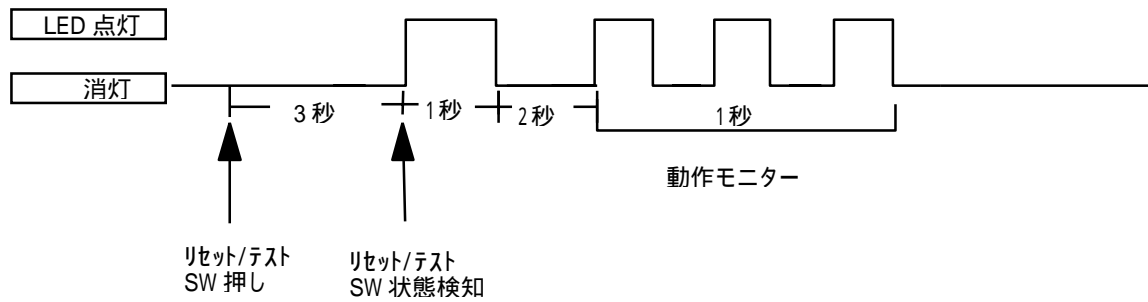 LED 点灯
消灯
3 秒
1 秒
2 秒
1 秒
動作モニター
リセット/テスト
SW 押し
リセット/テスト
SW 状態検知